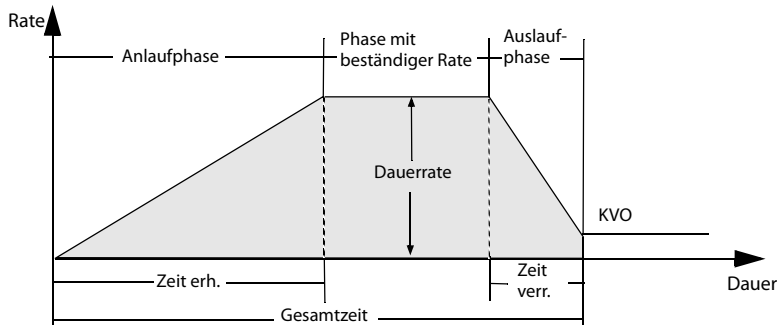 Rate
Anlaufphase
Phase mit
beständiger Rate
Auslauf-
phase
Dauerrate
KVO
Zeit erh.
Zeit
verr.
Dauer
Gesamtzeit